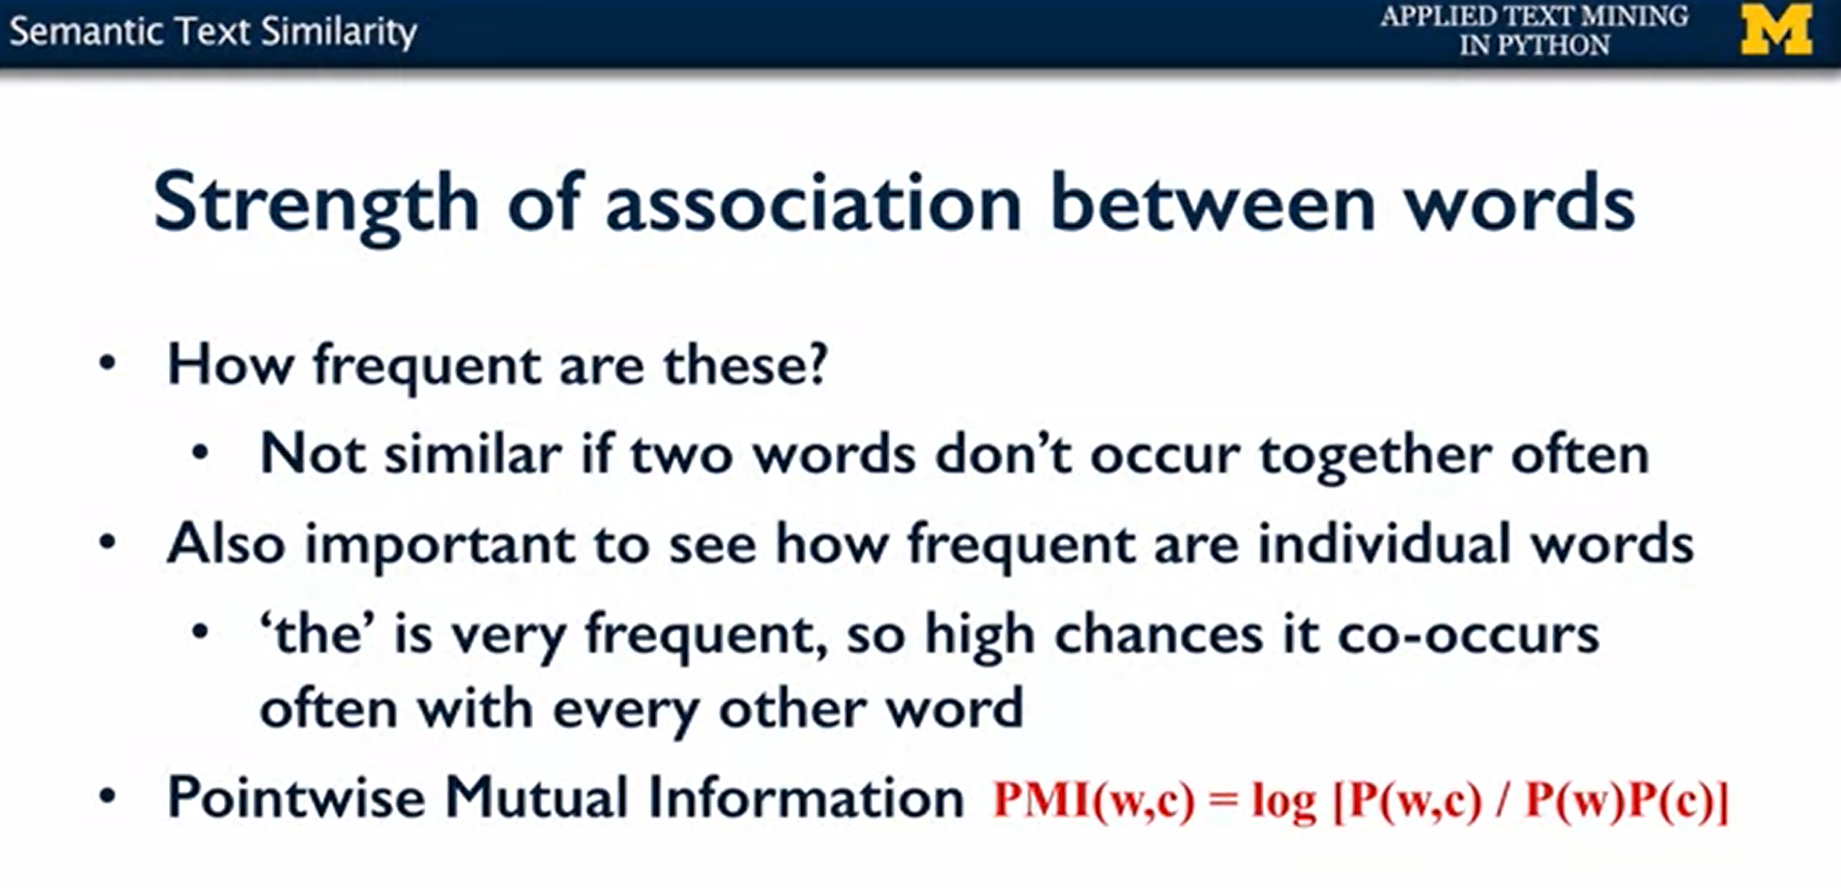 Semantic Text Similarity
APPLIED TEXT MINING
IN PYTHON
M
Strength of association between words
• How frequent are these?
• Not similar if two words don’t occur together often
• Also important to see how frequent are individual words
• ‘the’ is very frequent, so high chances it co-occurs
often with every other word
• Pointwise Mutual Information PMI(w,c) = log [P(w,c) / P(w)P(c)]